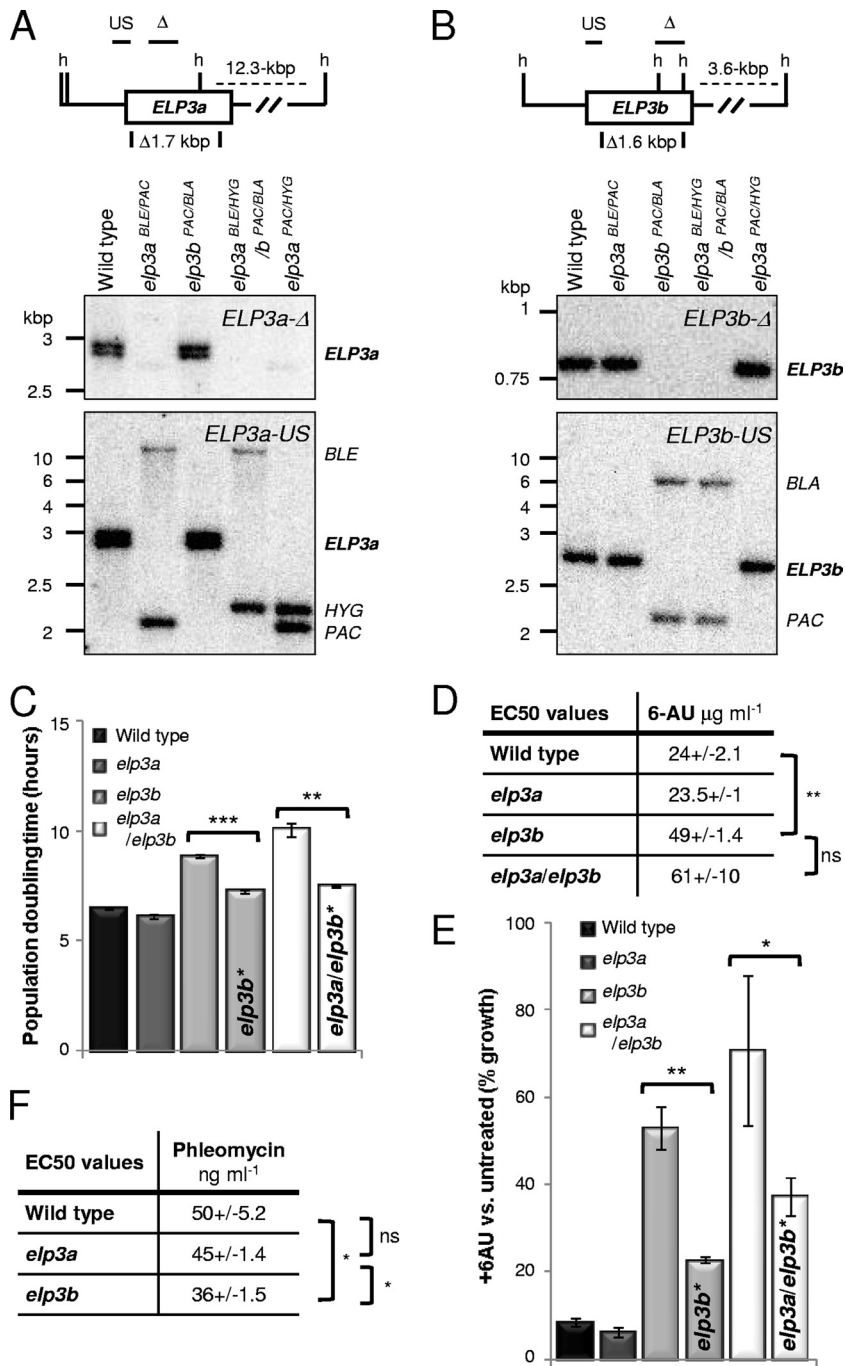 A
US Δ
h h h
12.3-kbp
ELP3a
Δ1.7 kbp
Wild type
elp3a BLE/PAC
elp3b PAC/BLA
elp3a BLE/HYG
/b PAC/BLA
elp3a PAC/HYG
kbp
ELP3a-Δ
3
2.5
ELP3a
ELP3a-US
10
6
4
3
2.5
2
BLE
ELP3a
HYG
PAC
B
US Δ
h h h h
3.6-kbp
ELP3b
Δ1.6 kbp
Wild type
elp3a BLE/PAC
elp3b PAC/BLA
elp3a BLE/HYG
/b PAC/BLA
elp3a PAC/HYG
kbp
ELP3b-Δ
1
0.75
ELP3b
ELP3b-US
10
6
4
3
2.5
2
BLA
ELP3b
PAC
C
Population doubling time (hours)
15
10
5
0
Wild type
elp3a
elp3b
elp3a
/elp3b
***
**
elp3b*
elp3a/elp3b*
D
EC50 values 6-AU μg ml-1
Wild type 24+/-2.1
elp3a 23.5+/-1
elp3b 49+/-1.4
elp3a/elp3b 61+/-10
**
ns
E
+6AU vs. untreated (% growth)
100
80
60
40
20
0
Wild type
elp3a
elp3b
elp3a
/elp3b
**
*
elp3b*
elp3a/elp3b*
F
EC50 values Phleomycin
ng ml-1
Wild type 50+/-5.2
elp3a 45+/-1.4
elp3b 36+/-1.5
*
ns
*